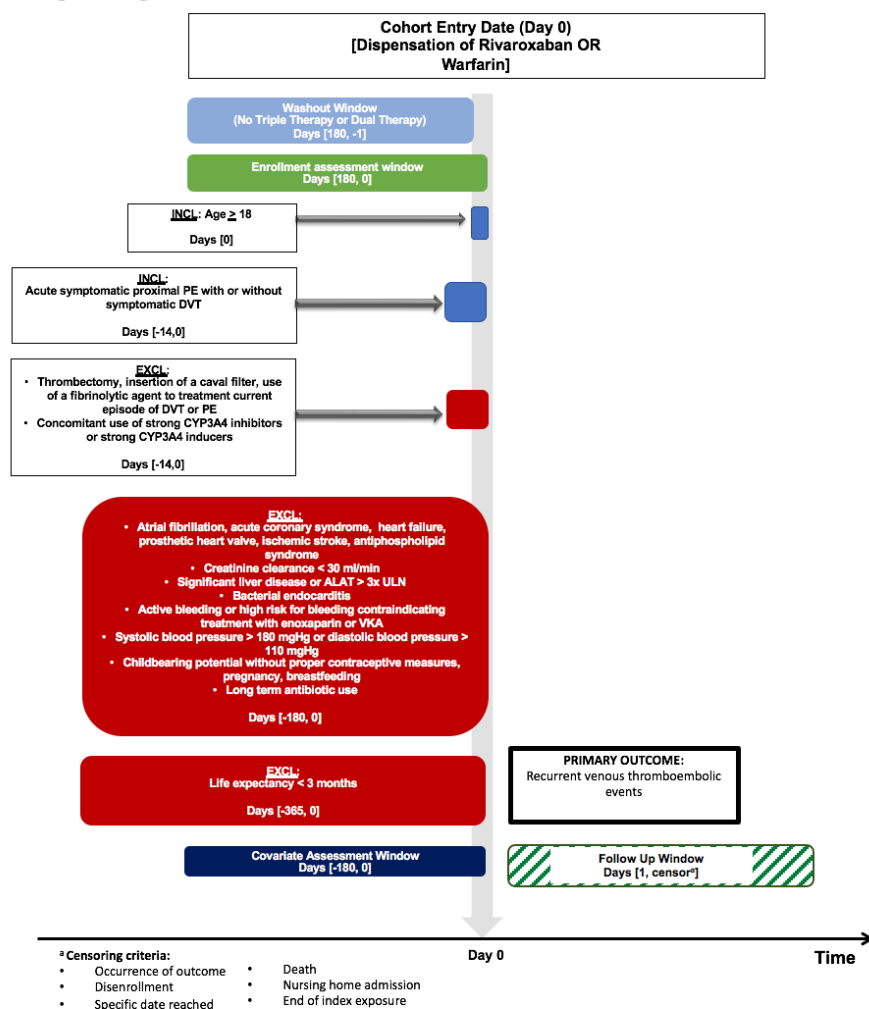 Cohort Entry Date (Day 0)
[Dispensation of Rivaroxaban OR
Warfarin]
Washout Window
(No Triple Therapy or Dual Therapy)
Days [180, -1]
Enrollment assessment window
Days [180, 0]
INCL: Age ≥ 18
Days [0]
INCL:
Acute symptomatic proximal PE with or without
symptomatic DVT
Days [-14,0]
EXCL:
• Thrombectomy, insertion of a caval filter, use
of a fibrinolytic agent to treatment current
episode of DVT or PE
• Concomitant use of strong CYP3A4 inhibitors
or strong CYP3A4 inducers
Days [-14,0]
EXCL:
• Atrial fibrillation, acute coronary syndrome, heart failure,
prosthetic heart valve, ischemic stroke, antiphospholipid
syndrome
• Creatinine clearance < 30 ml/min
• Significant liver disease or ALAT > 3x ULN
• Bacterial endocarditis
• Active bleeding or high risk for bleeding contraindicating
treatment with enoxaparin or VKA
• Systolic blood pressure > 180 mgHg or diastolic blood pressure >
110 mgHg
• Childbearing potential without proper contraceptive measures,
pregnancy, breastfeeding
• Long term antibiotic use
Days [-180, 0]
EXCL:
Life expectancy < 3 months
Days [-365, 0]
PRIMARY OUTCOME:
Recurrent venous thromboembolic
events
Covariate Assessment Window
Days [-180, 0]
Follow Up Window
Days [1, censorᵃ]
Day 0
Time
ᵃ Censoring criteria:
• Occurrence of outcome
• Disenrollment
• Specific date reached
• Death
• Nursing home admission
• End of index exposure